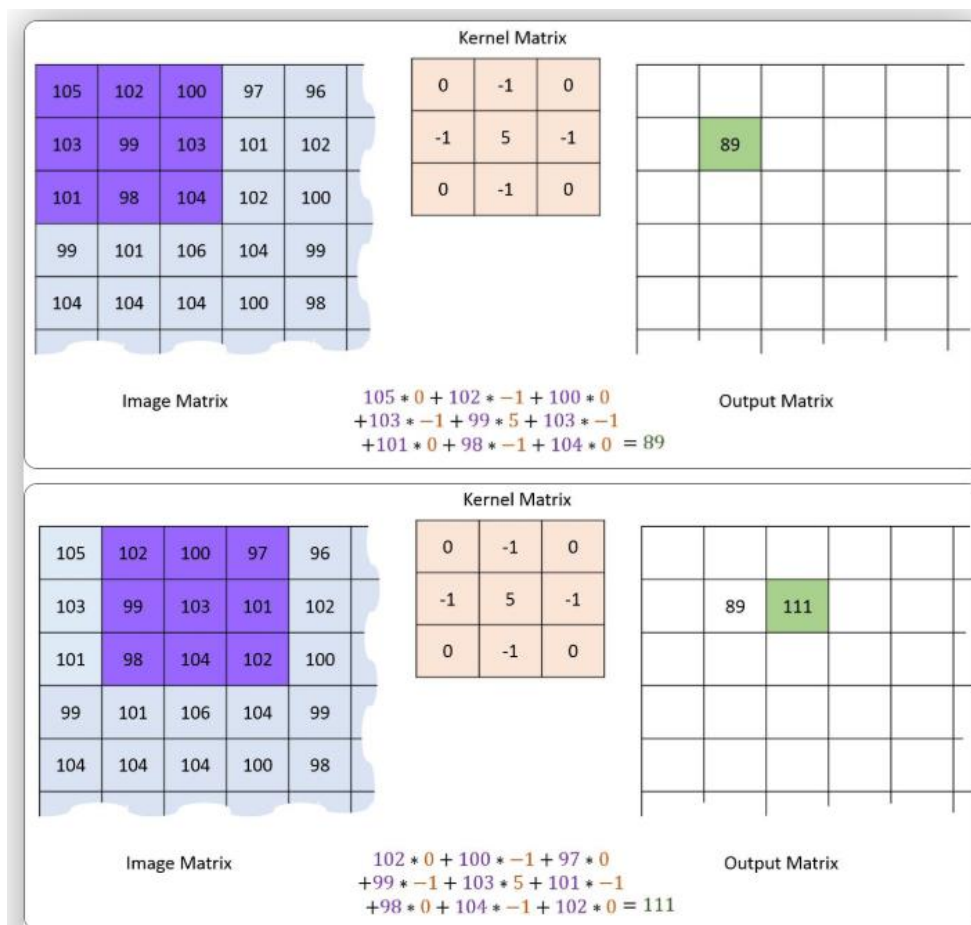 Kernel Matrix
105 102 100 97 96
0 -1 0
103 99 103 101 102
-1 5 -1
89
101 98 104 102 100
0 -1 0
99 101 106 104 99
104 104 104 100 98
Image Matrix
105 * 0 + 102 * −1 + 100 * 0
+103 * −1 + 99 * 5 + 103 * −1
+101 * 0 + 98 * −1 + 104 * 0 = 89
Output Matrix
Kernel Matrix
105 102 100 97 96
0 -1 0
103 99 103 101 102
-1 5 -1
89 111
101 98 104 102 100
0 -1 0
99 101 106 104 99
104 104 104 100 98
Image Matrix
102 * 0 + 100 * −1 + 97 * 0
+99 * −1 + 103 * 5 + 101 * −1
+98 * 0 + 104 * −1 + 102 * 0 = 111
Output Matrix